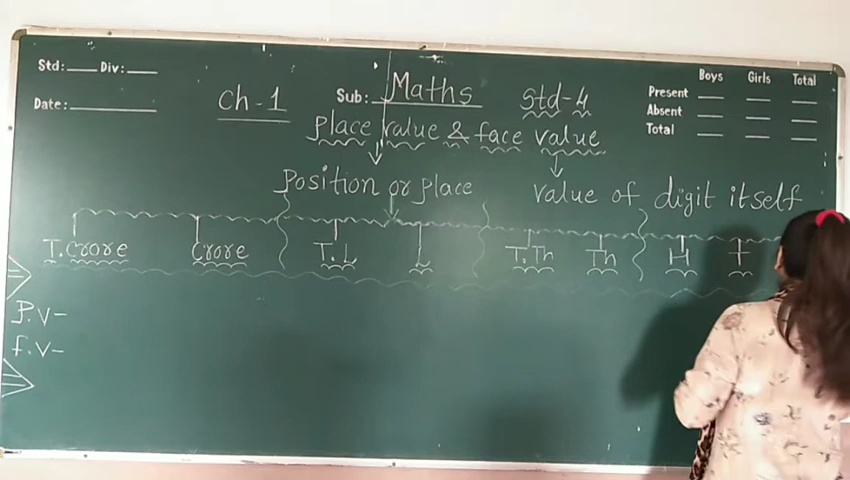 Std: Div:
Date:
Ch-1
Sub: Maths
Std-4
Boys Girls Total
Present
Absent
Total
place value & face value
Position or place
value of digit itself
T.Crore Crore T.L L T.Th Th H T
P.V-
f.V-